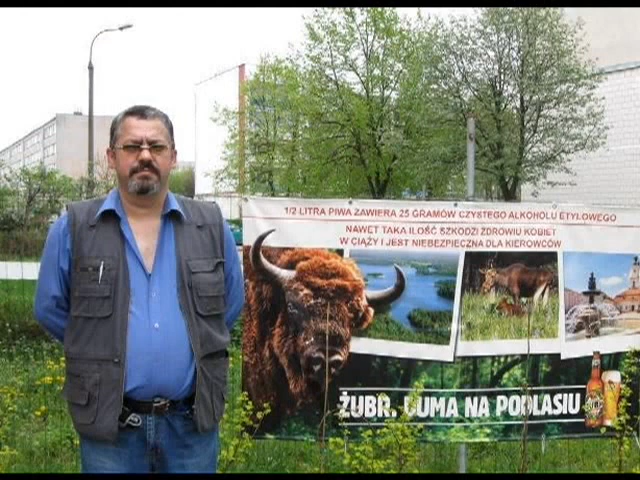 1/2 LITRA PIWA ZAWIERA 25 GRAMÓW CZYSTEGO ALKOHOLU ETYLOWEGO
NAWET TAKA ILOŚĆ SZKODZI ZDROWIU KOBIET
W CIĄŻY I JEST NIEBEZPIECZNA DLA KIEROWCÓW
ŻUBR. DUMA NA PODLASIU